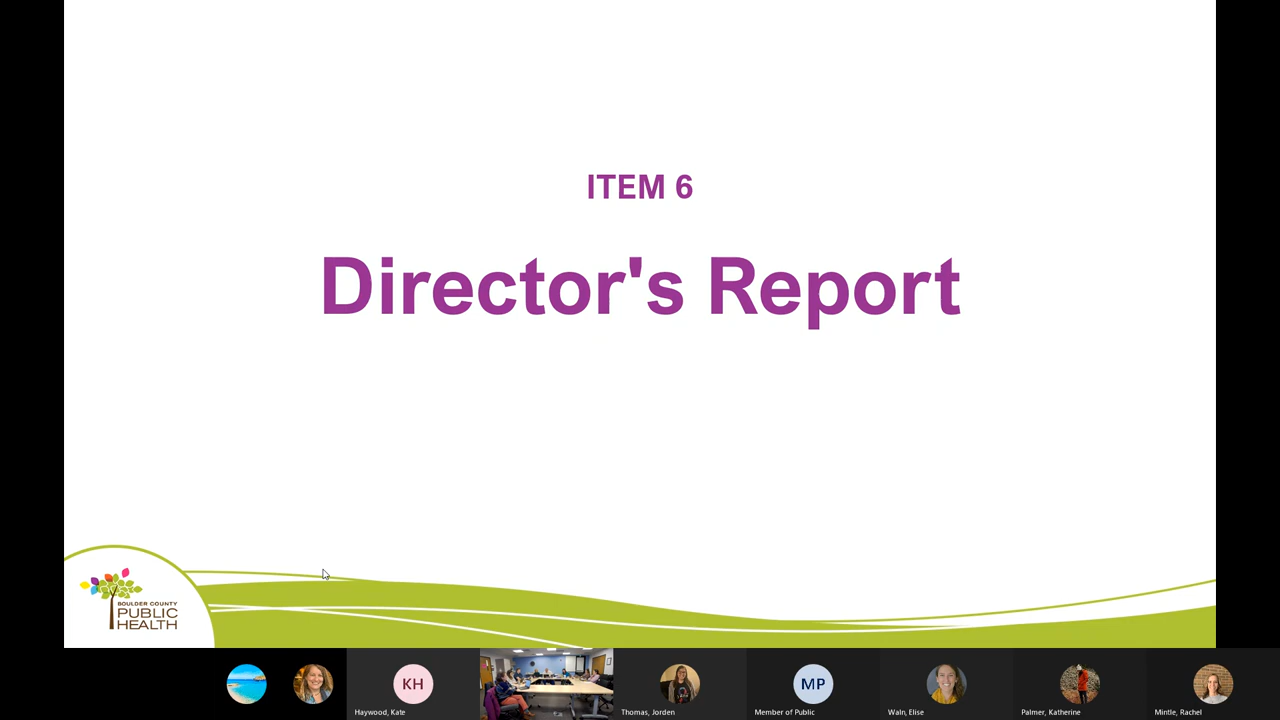 ITEM 6
Director's Report
BOULDER COUNTY
PUBLIC
HEALTH
KH
MP
Haywood, Kate
Thomas, Jorden
Member of Public
Waln, Elise
Palmer, Katherine
Mintle, Rachel